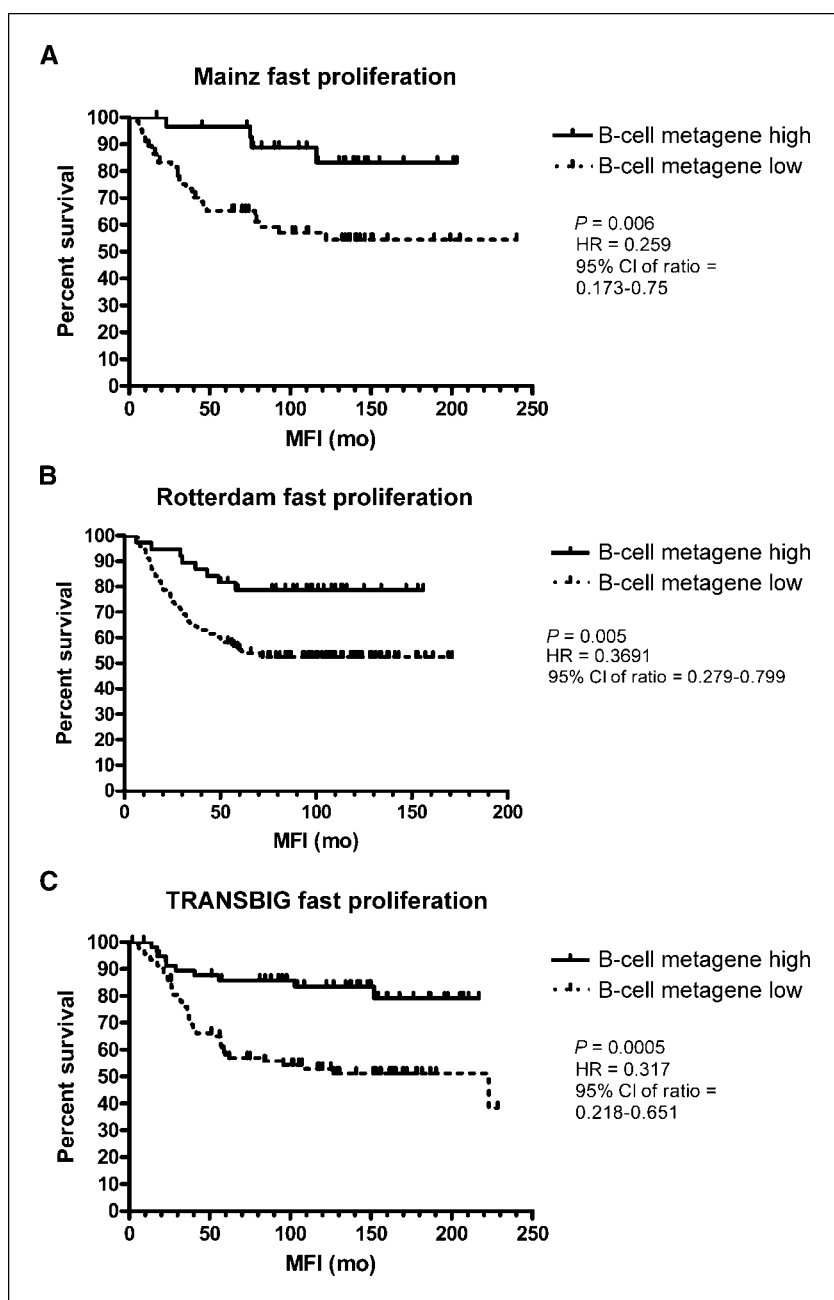 A
Mainz fast proliferation
100
90
80
70
60
50
40
30
20
10
0
Percent survival
0 50 100 150 200 250
MFI (mo)
B-cell metagene high
B-cell metagene low
P = 0.006
HR = 0.259
95% CI of ratio =
0.173-0.75
B
Rotterdam fast proliferation
100
90
80
70
60
50
40
30
20
10
0
Percent survival
0 50 100 150 200
MFI (mo)
B-cell metagene high
B-cell metagene low
P = 0.005
HR = 0.3691
95% CI of ratio = 0.279-0.799
C
TRANSBIG fast proliferation
100
90
80
70
60
50
40
30
20
10
0
Percent survival
0 50 100 150 200 250
MFI (mo)
B-cell metagene high
B-cell metagene low
P = 0.0005
HR = 0.317
95% CI of ratio =
0.218-0.651